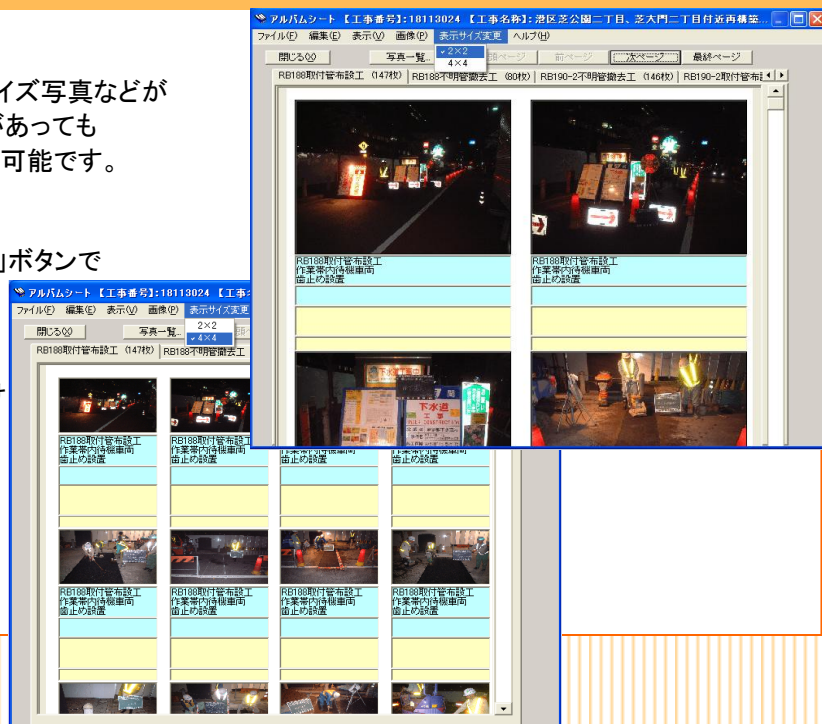 アルバムシート 【工事番号】:18113024 【工事名称】:港区芝公園二丁目、芝大門二丁目付近再構築...
ファイル(F) 編集(E) 表示(V) 画像(P) 表示サイズ変更 ヘルプ(H)
2×2
4×4
閉じる(X) 写真一覧.. 頭ページ 前ページ 次ページ 最終ページ
RB188取付管布設工 (147枚) RB188不明管撤去工 (80枚) RB190-2不明管撤去工 (146枚) RB190-2取付管布設
イズ写真などが
があっても
可能です。
」ボタンで
RB188取付管布設工
作業帯内待機車両
歯止め設置
RB188取付管布設工
作業帯内待機車両
歯止め設置
下水道工事中
下水道
工事
アルバムシート 【工事番号】:18113024 【工事
ファイル(F) 編集(E) 表示(V) 画像(P) 表示サイズ変更
2×2
4×4
閉じる(X) 写真一覧..
RB188取付管布設工 (147枚) RB188不明管撤去工
RB188取付管布設工
作業帯内待機車両
歯止め設置
RB188取付管布設工
作業帯内待機車両
歯止め設置
作業帯内待機車両
歯止め設置
作業帯内待機車両
歯止め設置
RB188取付管布設工
作業帯内待機車両
歯止め設置
RB188取付管布設工
作業帯内待機車両
歯止め設置
RB188取付管布設工
作業帯内待機車両
歯止め設置
RB188取付管布設工
作業帯内待機車両
歯止め設置